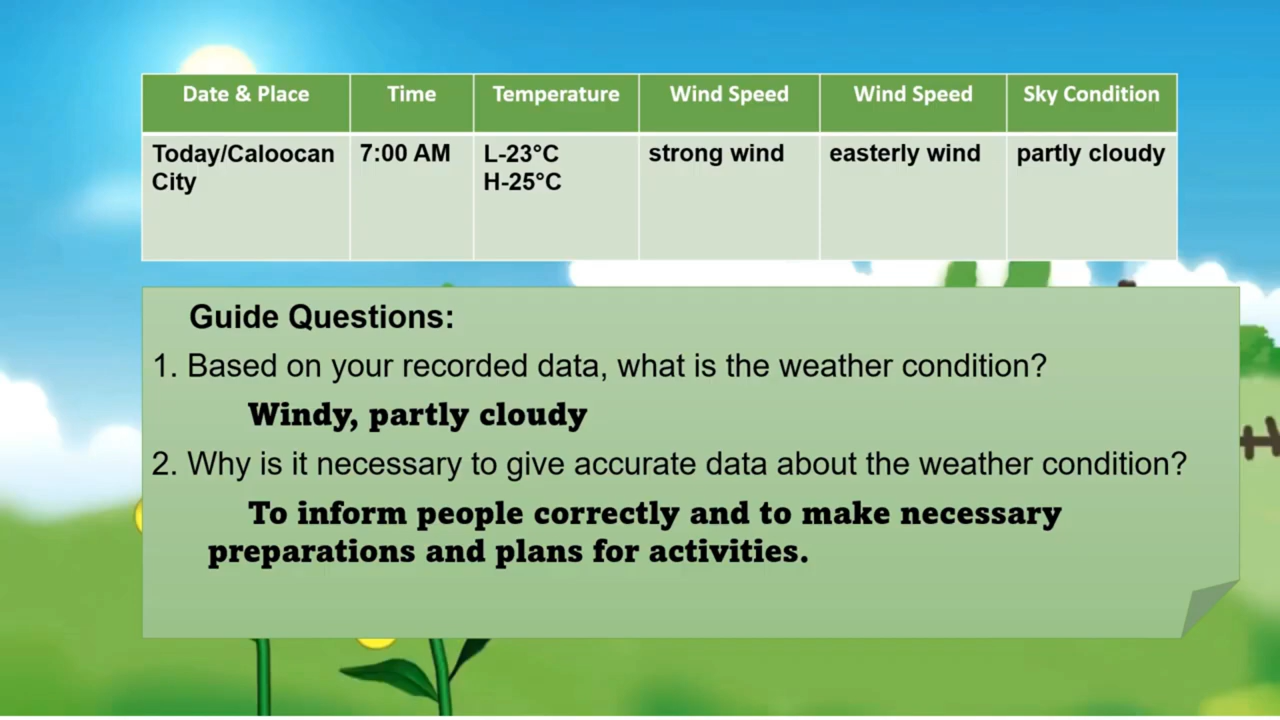 Date & Place Time Temperature Wind Speed Wind Speed Sky Condition
Today/Caloocan 7:00 AM L-23°C strong wind easterly wind partly cloudy
City H-25°C
Guide Questions:
1. Based on your recorded data, what is the weather condition?
Windy, partly cloudy
2. Why is it necessary to give accurate data about the weather condition?
To inform people correctly and to make necessary
preparations and plans for activities.